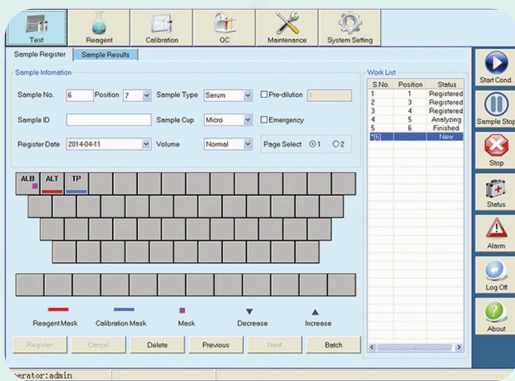 Test Reagent Calibration QC Maintenance System Setting
Sample Register Sample Results
Sample Infomation
Sample No. 6 Position 7 Sample Type Serum Pre-dilution 1
Sample ID Sample Cup Micro Emergency
Register Date 2014-04-11 Volume Normal Page Select 1 2
ALB ALT TP
Reagent Mask Calibration Mask Mask Decrease Increase
Register Cancel Delete Previous Next Batch
Work List
S.No. Position Status
1 1 Registered
2 3 Registered
3 4 Registered
4 5 Analyzing
5 6 Finished
*[6] New
Start Cond.
Sample Stop
Stop
Status
Alarm
Log Off
About
erator:admin